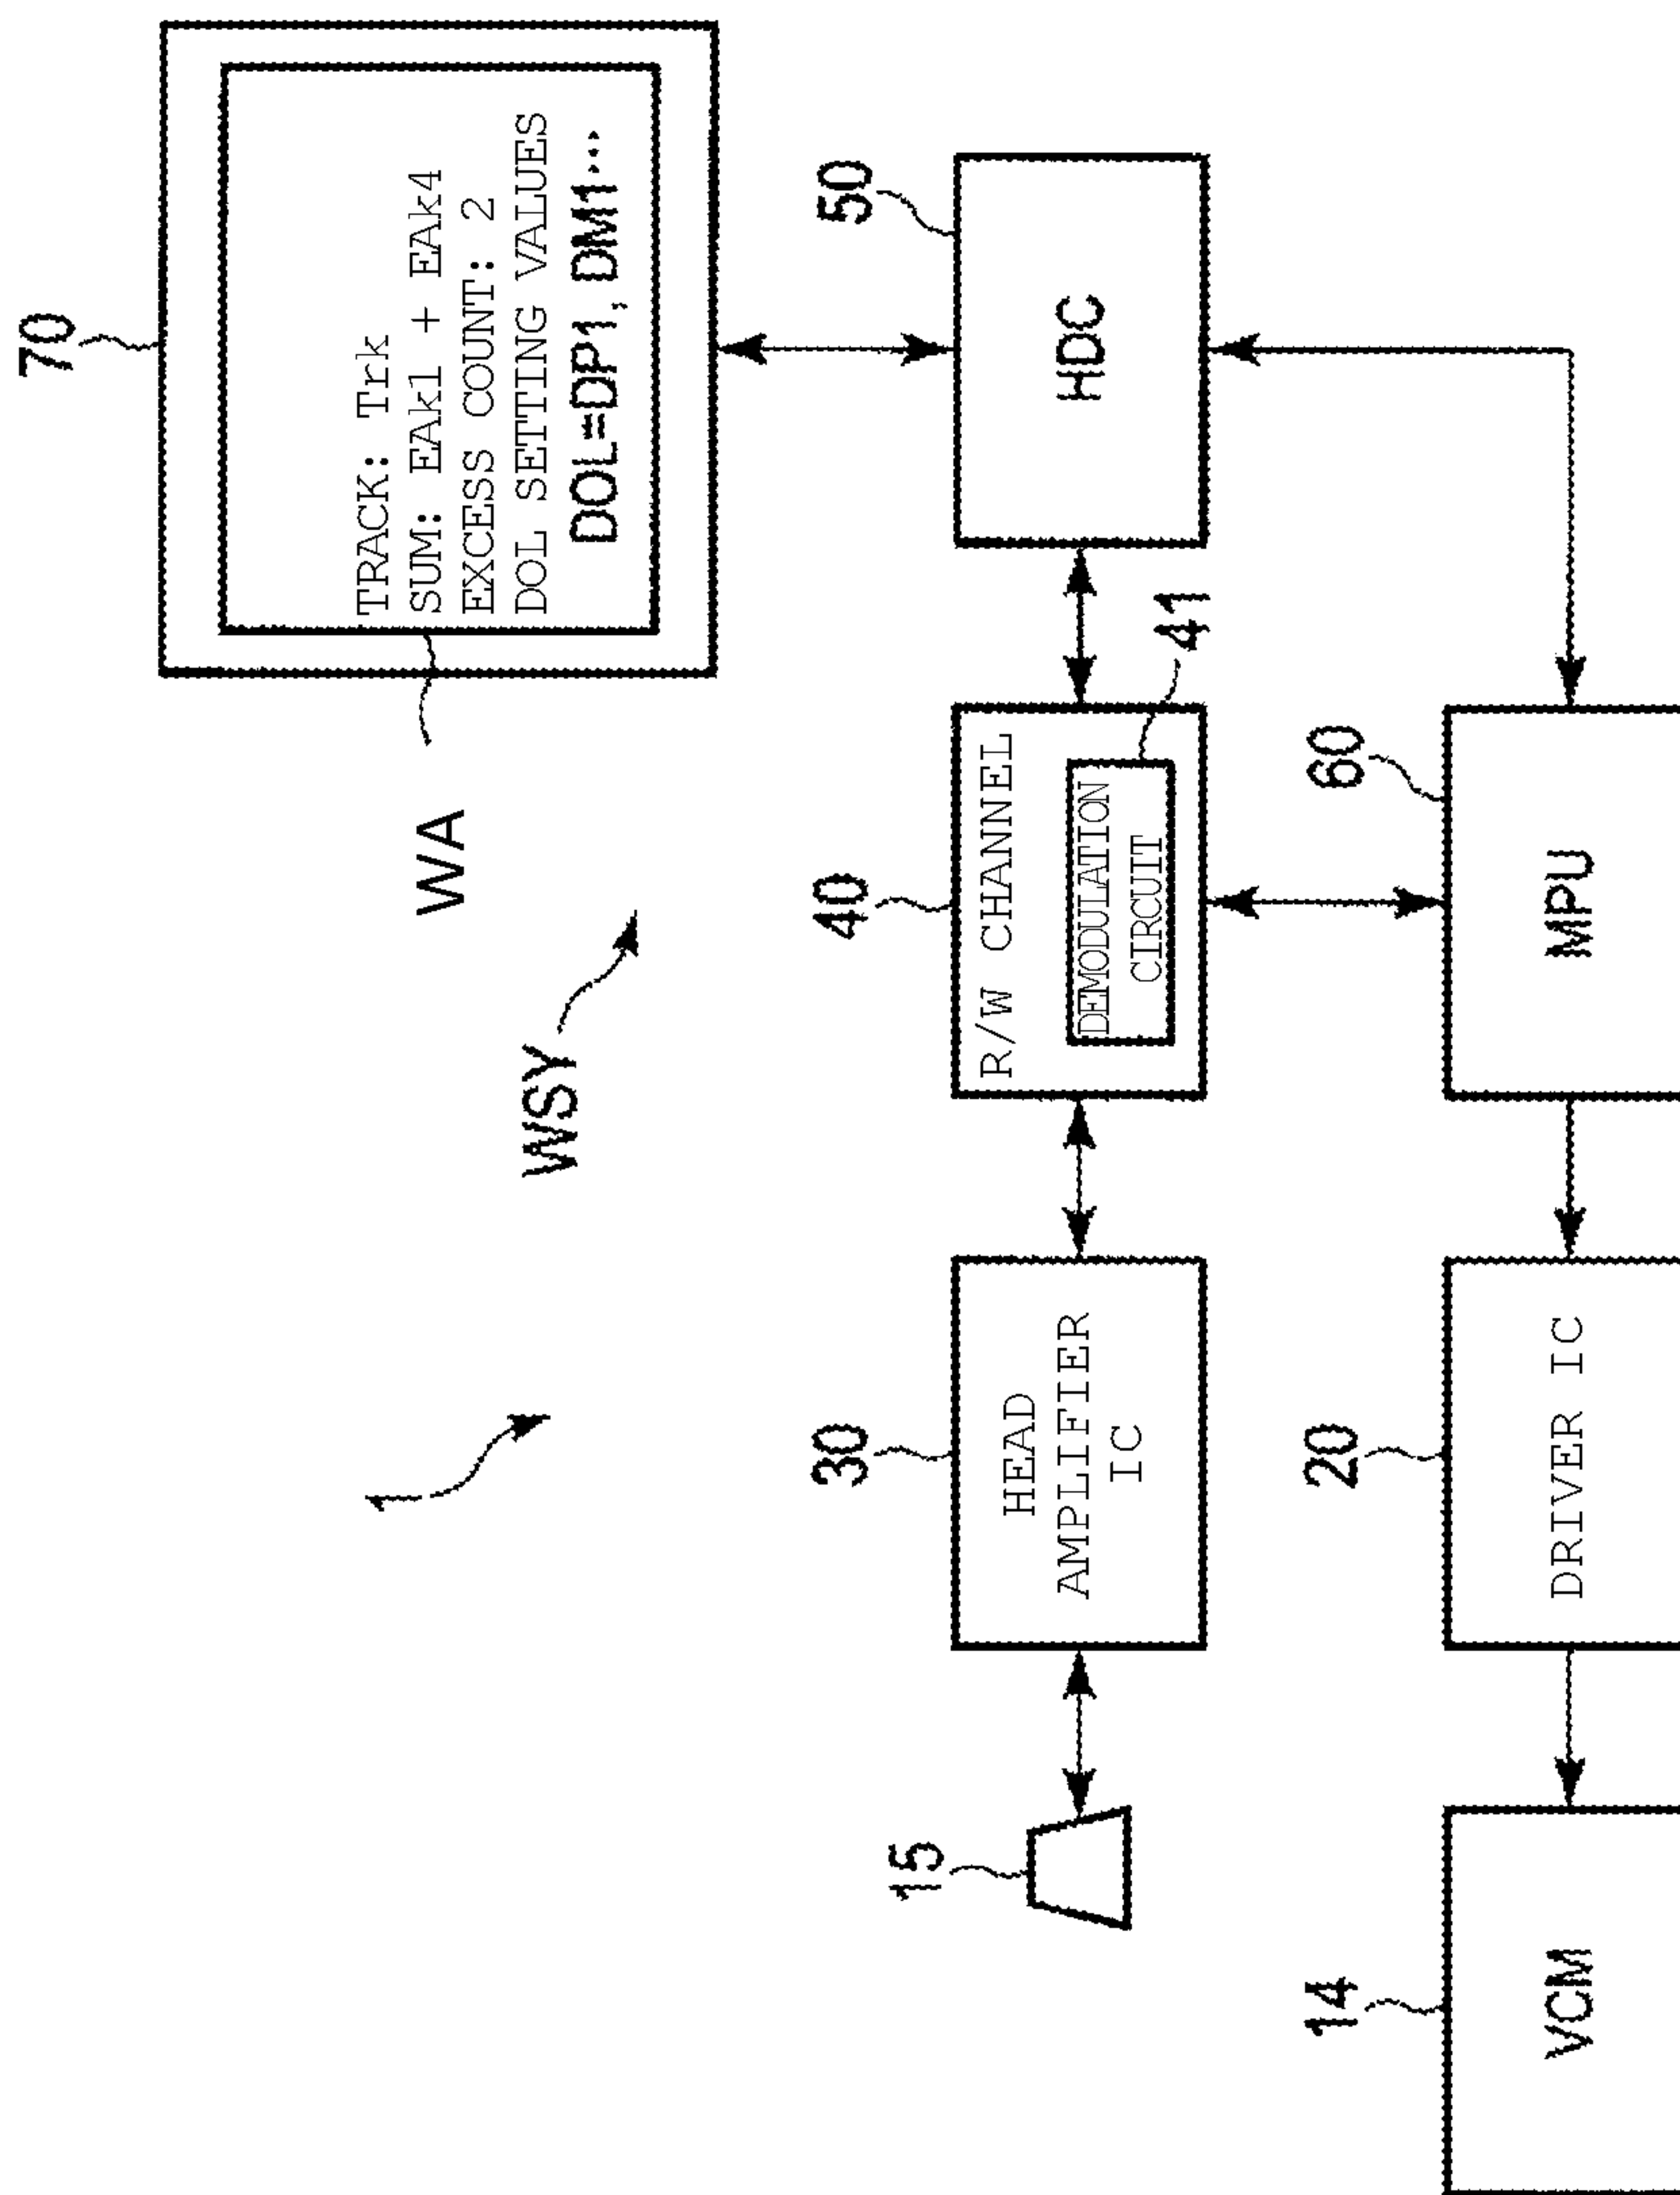 70
TRACK: Trk
SUM: EAk1 + EAk4
EXCESS COUNT: 2
DOL SETTING VALUES
DOL=DP1, DM1···
WA
WSY
1
15
30
HEAD
AMPLIFIER
IC
40
R/W CHANNEL
DEMODULATION
CIRCUIT
41
50
HDC
14
VCM
20
DRIVER IC
60
MPU